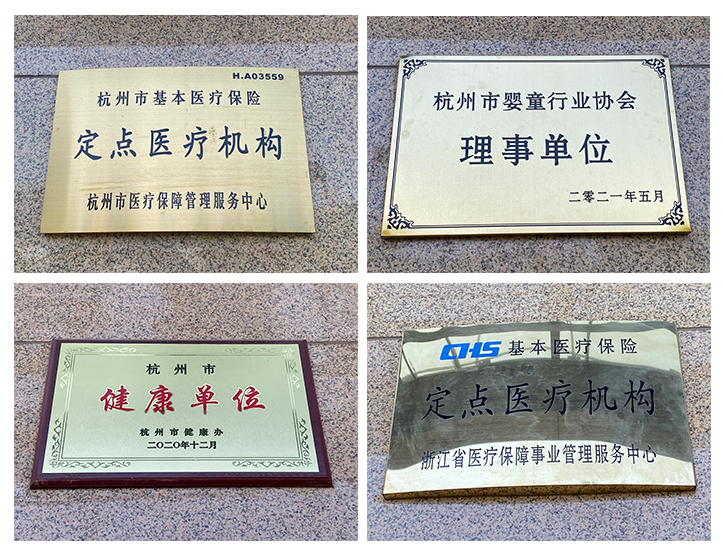 H.A03559
杭州市基本医疗保险
定点医疗机构
杭州市医疗保障管理服务中心
杭州市婴童行业协会
理事单位
二零二一年五月
杭州市
健康单位
杭州市健康办
二〇二〇年十二月
CHS 基本医疗保险
定点医疗机构
浙江省医疗保障事业管理服务中心